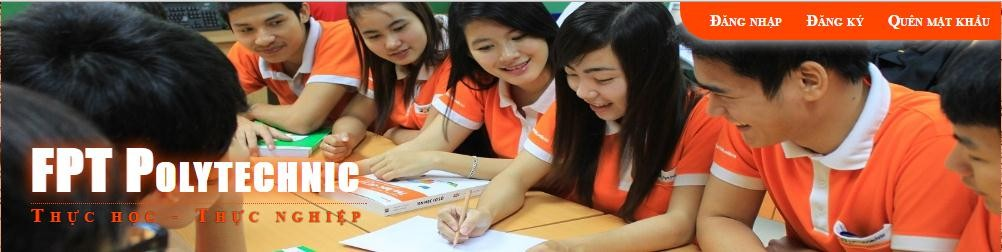 Đăng nhập Đăng ký Quên mật khẩu
FPT Polytechnic
Thực học - Thực nghiệp